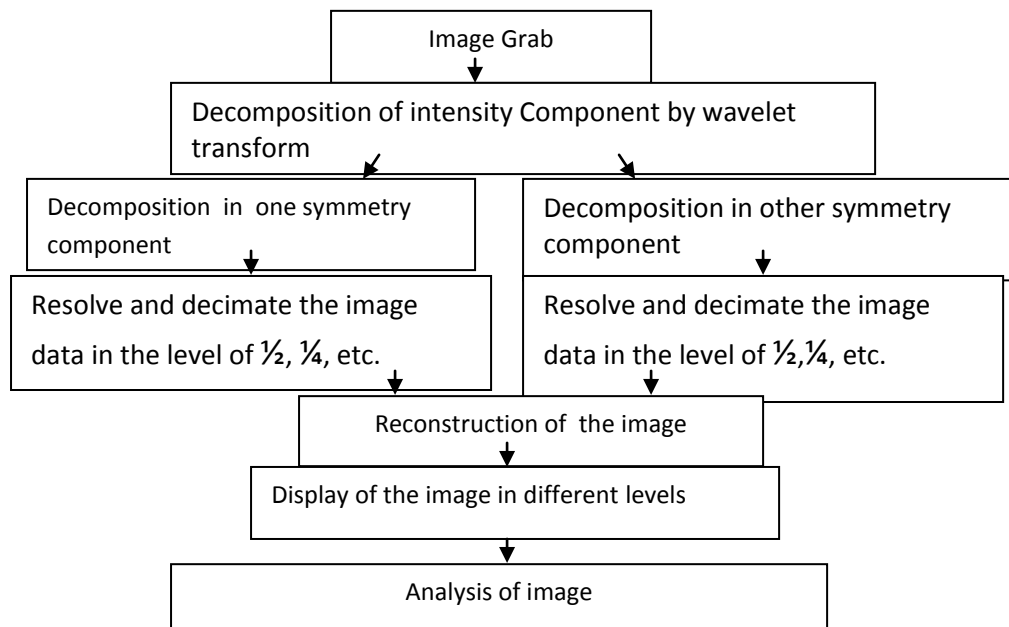 Image Grab
Decomposition of intensity Component by wavelet
transform
Decomposition in one symmetry
component
Decomposition in other symmetry
component
Resolve and decimate the image
data in the level of ½, ¼, etc.
Resolve and decimate the image
data in the level of ½,¼, etc.
Reconstruction of the image
Display of the image in different levels
Analysis of image